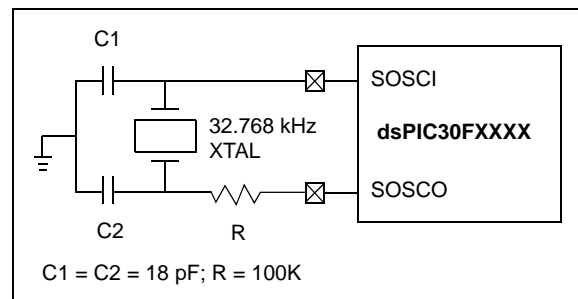 C1
SOSCI
32.768 kHz
XTAL
dsPIC30FXXXX
SOSCO
C2
R
C1 = C2 = 18 pF; R = 100K